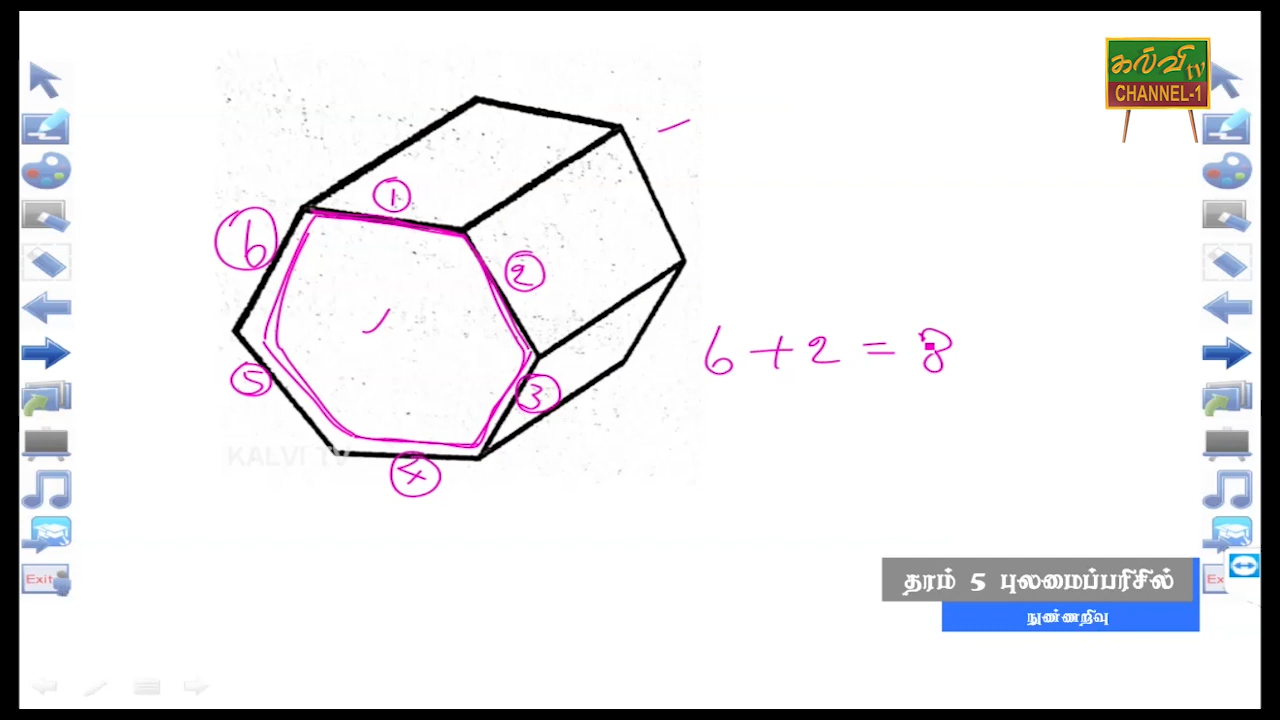 கல்வி
tv
CHANNEL-1
1
6
2
6 + 2 = 8
5
3
KALVI TV
4
Exit
Ex
தரம் 5 புலமைப்பரிசில்
நுண்ணறிவு